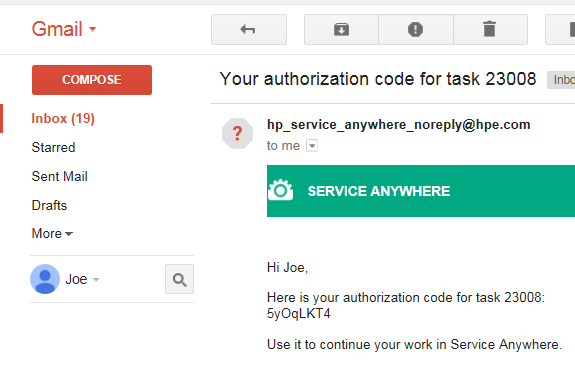 Gmail
Your authorization code for task 23008
Inbo
COMPOSE
Inbox (19)
Starred
Sent Mail
Drafts
More
Joe
?
hp_service_anywhere_noreply@hpe.com
to me
SERVICE ANYWHERE
Hi Joe,
Here is your authorization code for task 23008:
5yOqLKT4
Use it to continue your work in Service Anywhere.